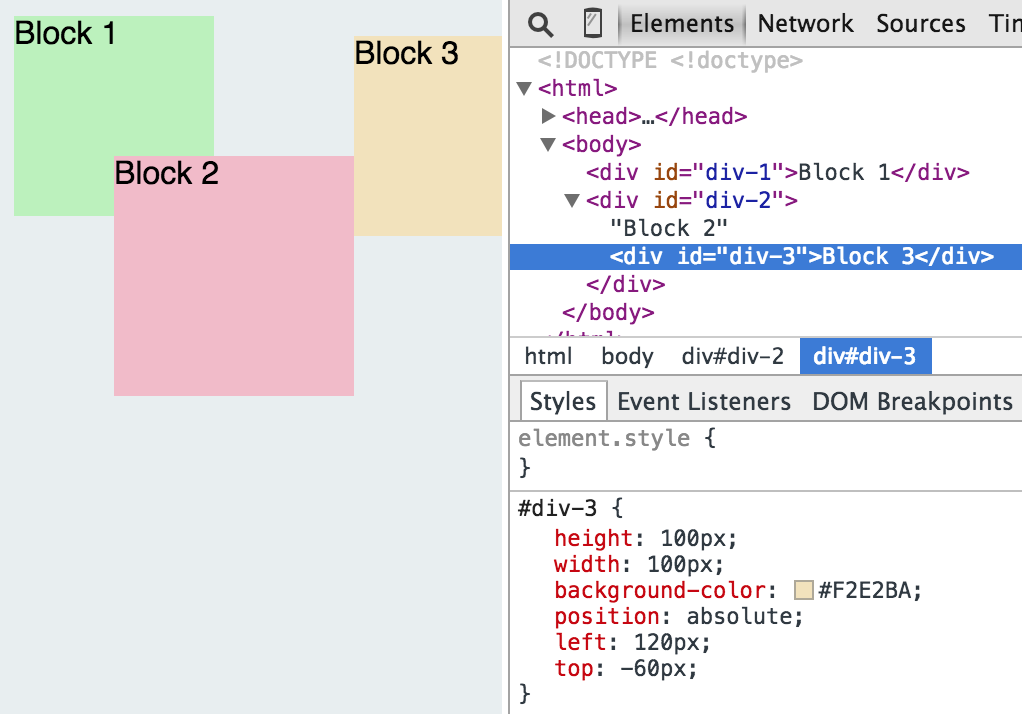 Block 1
Block 3
Block 2
Elements Network Sources Tin
<!DOCTYPE <!doctype>
<html>
<head>…</head>
<body>
<div id="div-1">Block 1</div>
<div id="div-2">
"Block 2"
<div id="div-3">Block 3</div>
</div>
</body>
</html>
html body div#div-2 div#div-3
Styles Event Listeners DOM Breakpoints
element.style {
}
#div-3 {
height: 100px;
width: 100px;
background-color: #F2E2BA;
position: absolute;
left: 120px;
top: -60px;
}